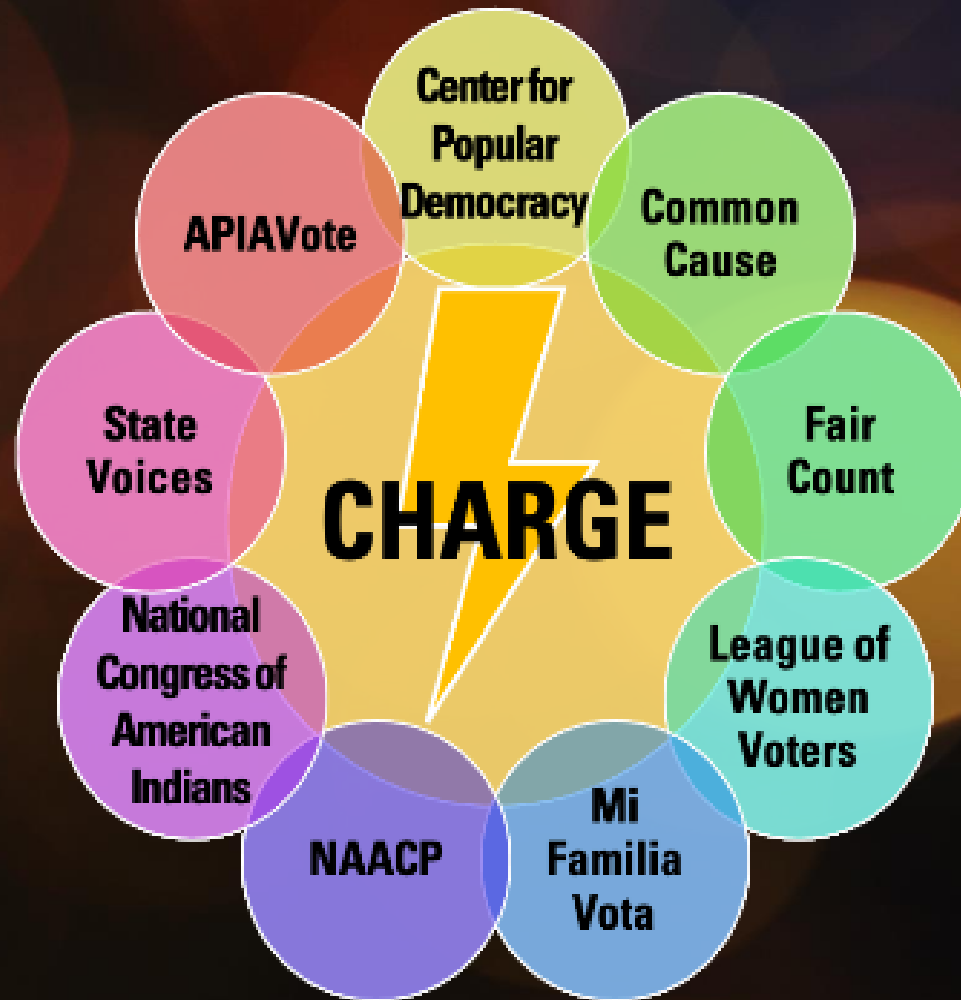 Center for
Popular
Democracy
Common
Cause
Fair
Count
League of
Women
Voters
Mi
Familia
Vota
NAACP
National
Congress of
American
Indians
State
Voices
APIAVote
CHARGE